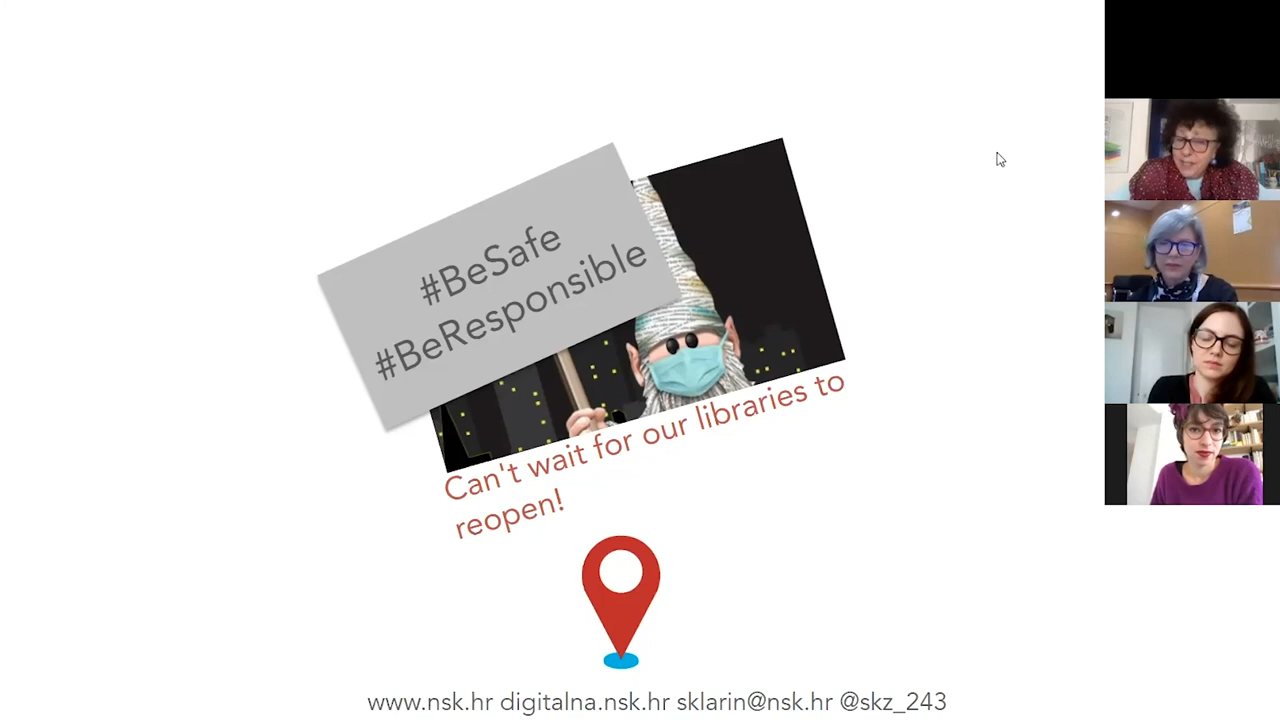 #BeSafe
#BeResponsible
Can't wait for our libraries to
reopen!
www.nsk.hr digitalna.nsk.hr sklarin@nsk.hr @skz_243